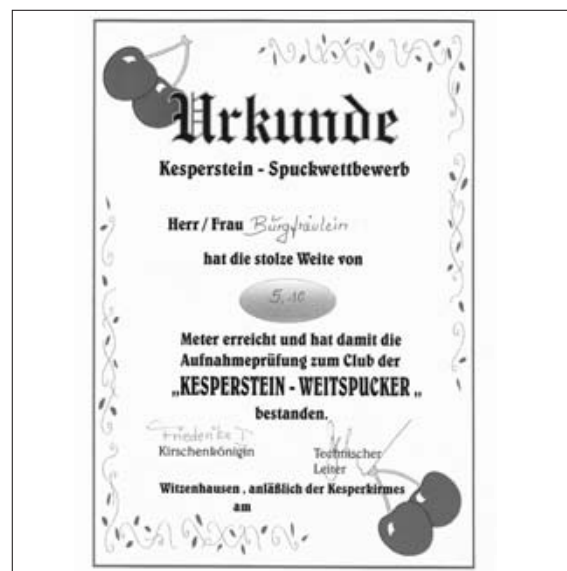 Urkunde
Kesperstein - Spuckwettbewerb
Herr / Frau Burgfräulein
hat die stolze Weite von
5,10
Meter erreicht und hat damit die
Aufnahmeprüfung zum Club der
„KESPERSTEIN - WEITSPUCKER „
bestanden.
Friederike I.
Kirschenkönigin
Technischer
Leiter
Witzenhausen , anläßlich der Kesperkirmes
am